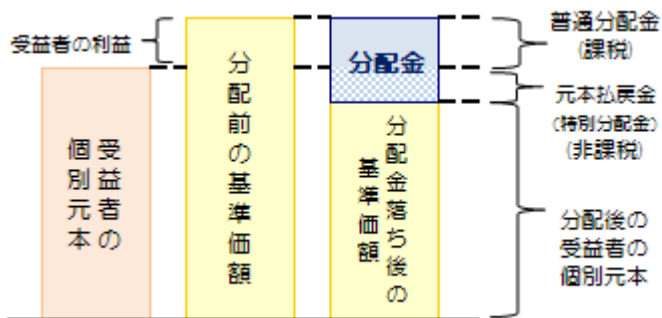 受益者の利益
受益者の
個別元本
分配前の基準価額
分配金
分配金落ち後の
基準価額
普通分配金
(課税)
元本払戻金
(特別分配金)
(非課税)
分配後の
受益者の
個別元本